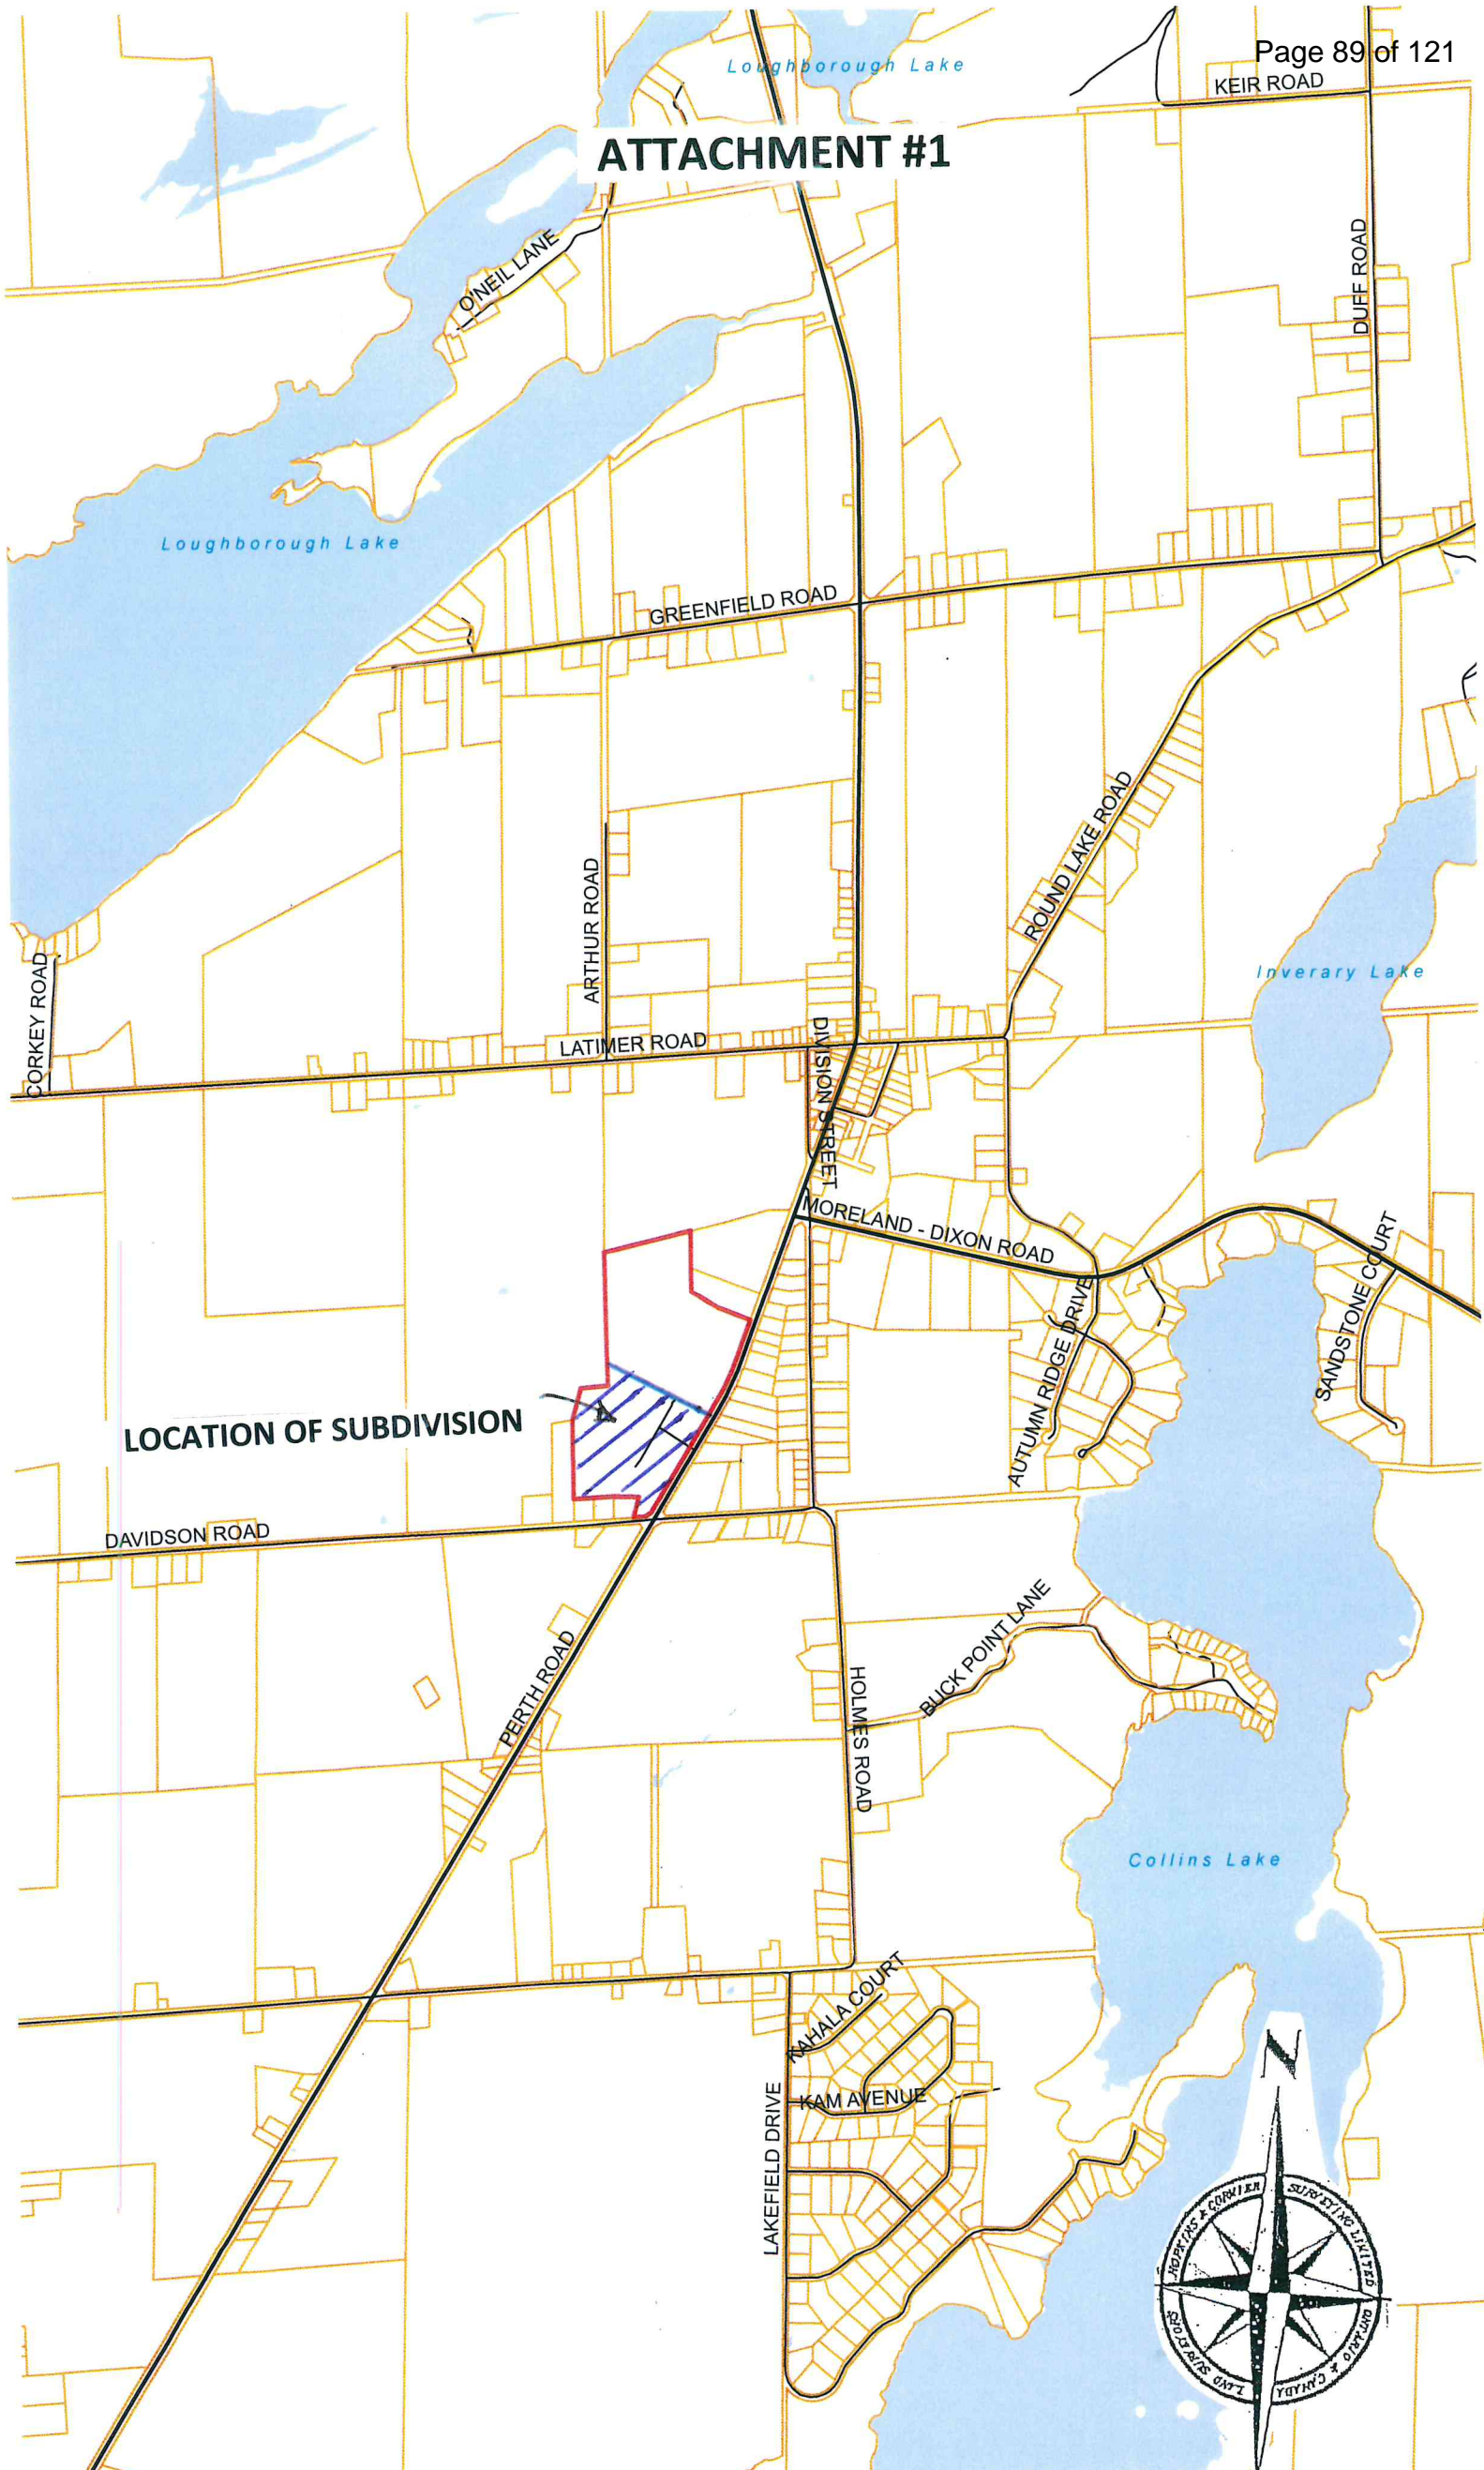 Page 89 of 121
Loughborough Lake
KEIR ROAD
ATTACHMENT #1
O'NEIL LANE
DUFF ROAD
Loughborough Lake
GREENFIELD ROAD
ROUND LAKE ROAD
ARTHUR ROAD
CORKEY ROAD
Inverary Lake
LATIMER ROAD
DIVISION STREET
MORELAND - DIXON ROAD
SANDSTONE COURT
AUTUMN RIDGE DRIVE
LOCATION OF SUBDIVISION
DAVIDSON ROAD
BUCK POINT LANE
PERTH ROAD
HOLMES ROAD
Collins Lake
KAHALA COURT
KAM AVENUE
LAKEFIELD DRIVE
N
HOPKINS & CORMIER SURVEYING LIMITED
ONTARIO & CANADA LAND SURVEYORS